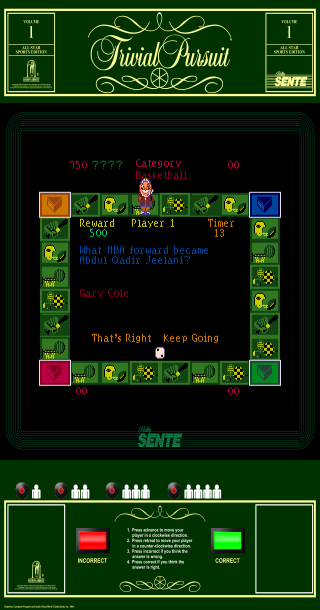 VOLUME
1
ALL STAR
SPORTS EDITION
Trivial Pursuit
VOLUME
1
ALL STAR
SPORTS EDITION
Bally
SENTE
750 ????
Category
00
Basketball
Reward
Player 1
Timer
500
13
What NBA forward became
Abdul Qadir Jeelani?
Gary Cole
That's Right  Keep Going
00
00
Bally
SENTE
1. Press advance to move your
player in a clockwise direction.
2. Press retreat to move your player
in a counter-clockwise direction.
3. Press incorrect if you think the
answer is wrong.
4. Press correct if you think the
answer is right.
INCORRECT
CORRECT